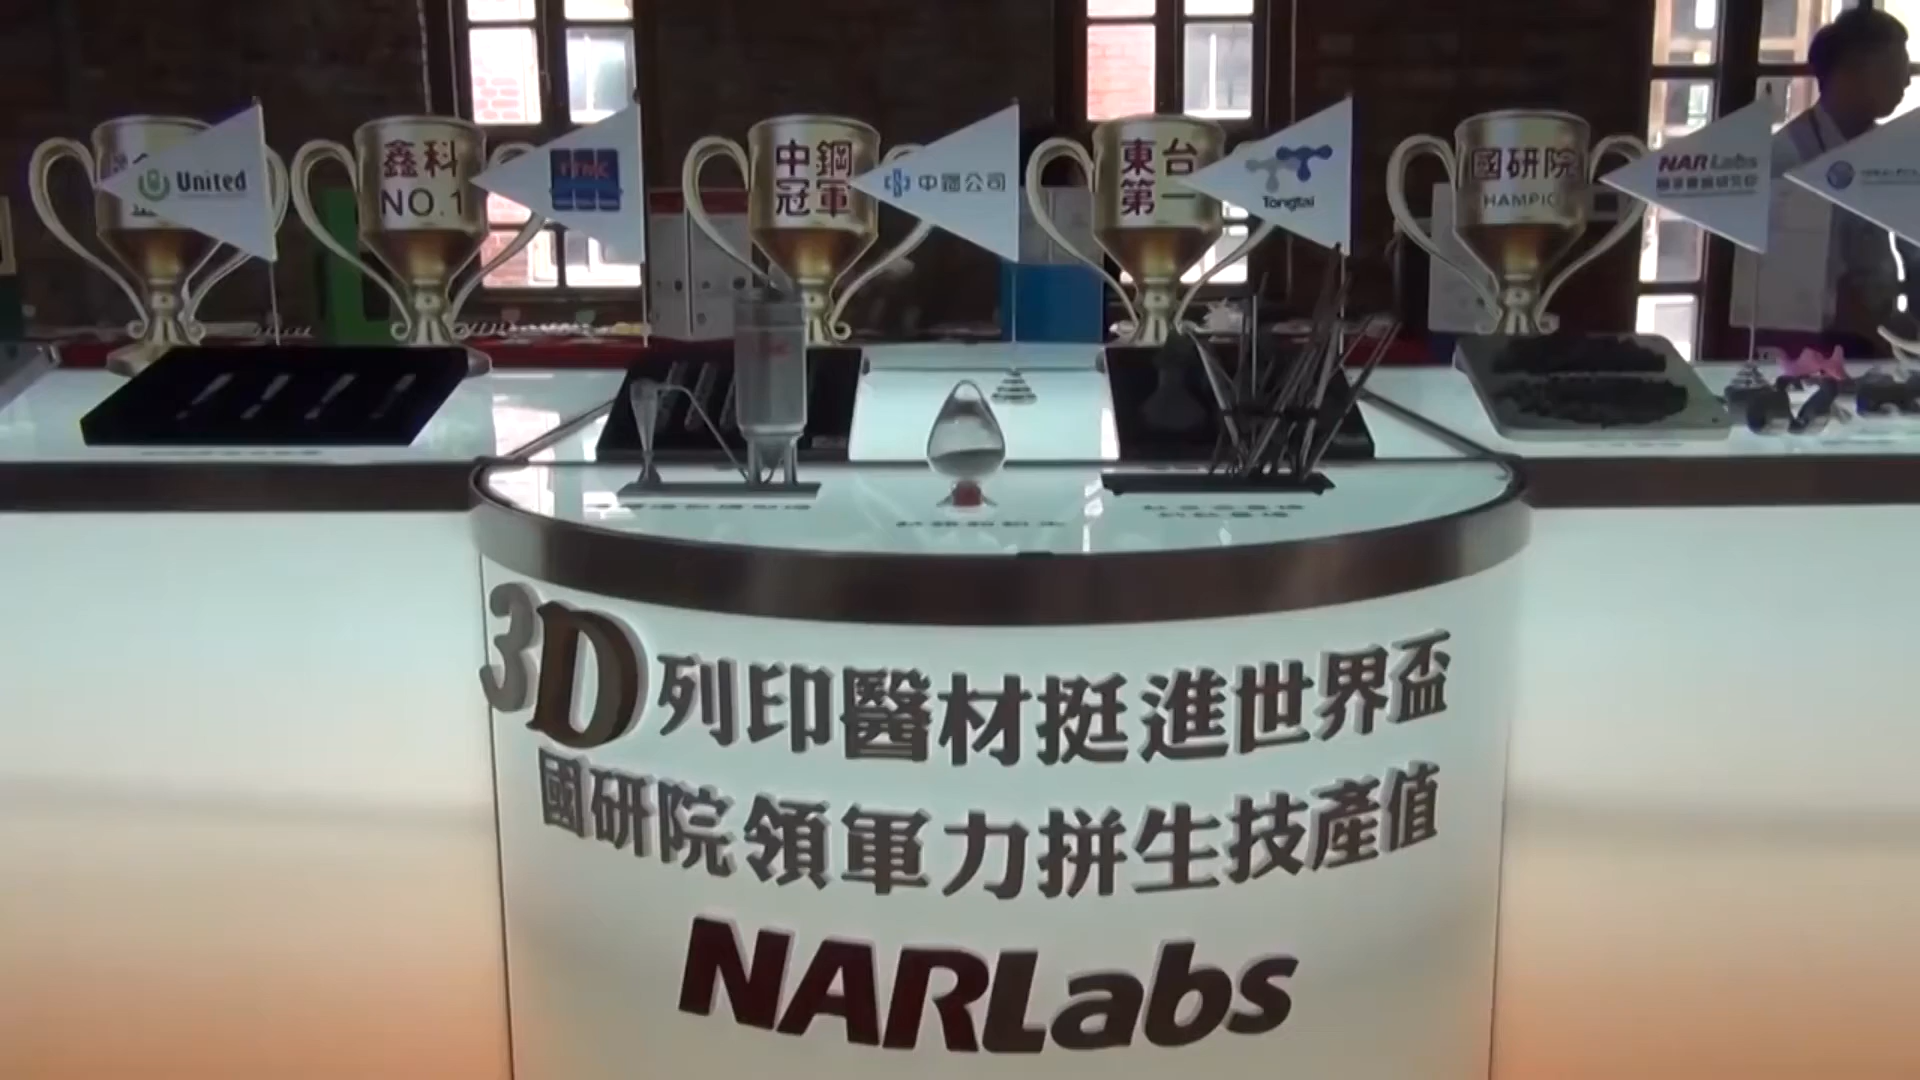 United
鑫科
NO.1
中鋼
冠軍
中鋼公司
東台
第一
Tongtai
國研院
HAMPIO
NARLabs
3D列印醫材挺進世界盃
國研院領軍力拼生技產值
NARLabs